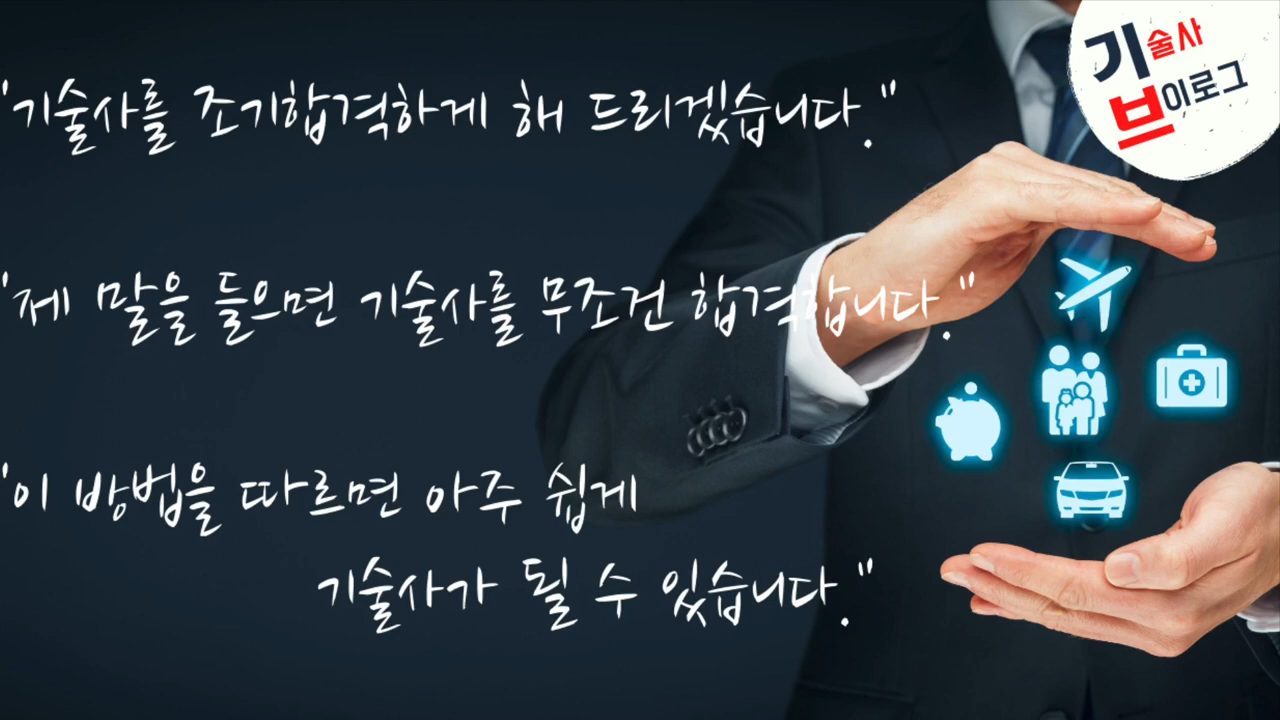 "기술사를 조기합격하게 해 드리겠습니다."
"제 말을 들으면 기술사를 무조건 합격합니다."
"이 방법을 따르면 아주 쉽게
기술사가 될 수 있습니다."
기술사
브이로그